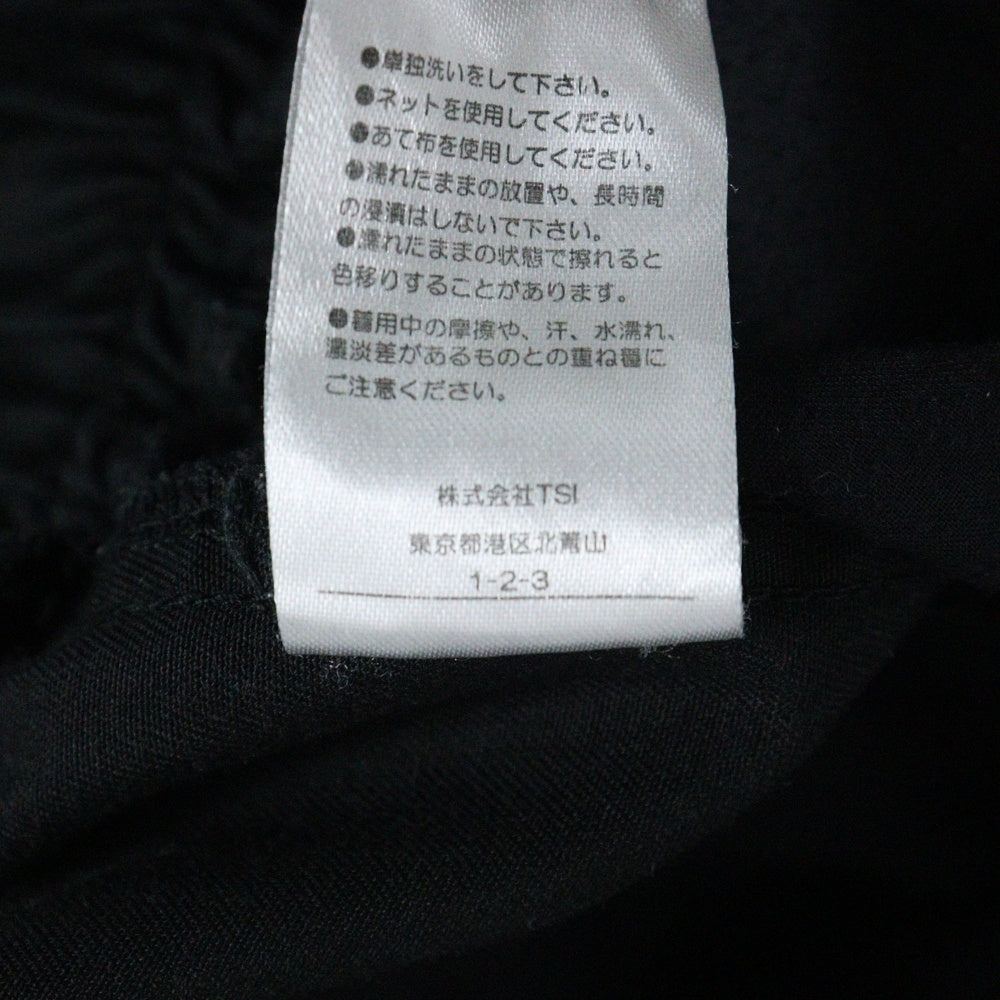 ●単独洗いをして下さい。
●ネットを使用してください。
●あて布を使用してください。
●濡れたままの放置や、長時間
の浸漬はしないで下さい。
●濡れたままの状態で擦れると
色移りすることがあります。
●着用中の摩擦や、汗、水濡れ、
濃淡差があるものとの重ね着に
ご注意ください。
株式会社TSI
東京都港区北青山
1-2-3